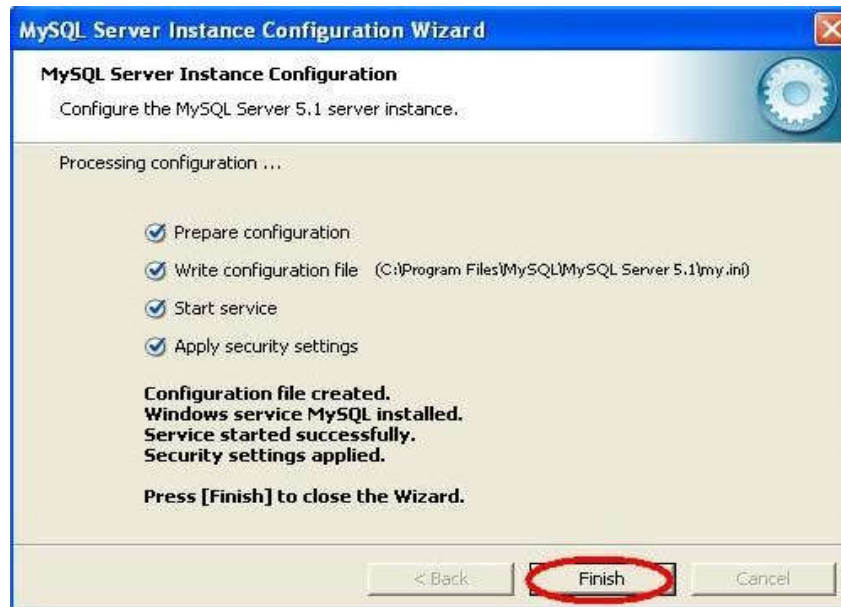 MySQL Server Instance Configuration Wizard
MySQL Server Instance Configuration
Configure the MySQL Server 5.1 server instance.
Processing configuration ...
Prepare configuration
Write configuration file (C:\Program Files\MySQL\MySQL Server 5.1\my.ini)
Start service
Apply security settings
Configuration file created.
Windows service MySQL installed.
Service started successfully.
Security settings applied.
Press [Finish] to close the Wizard.
< Back Finish Cancel